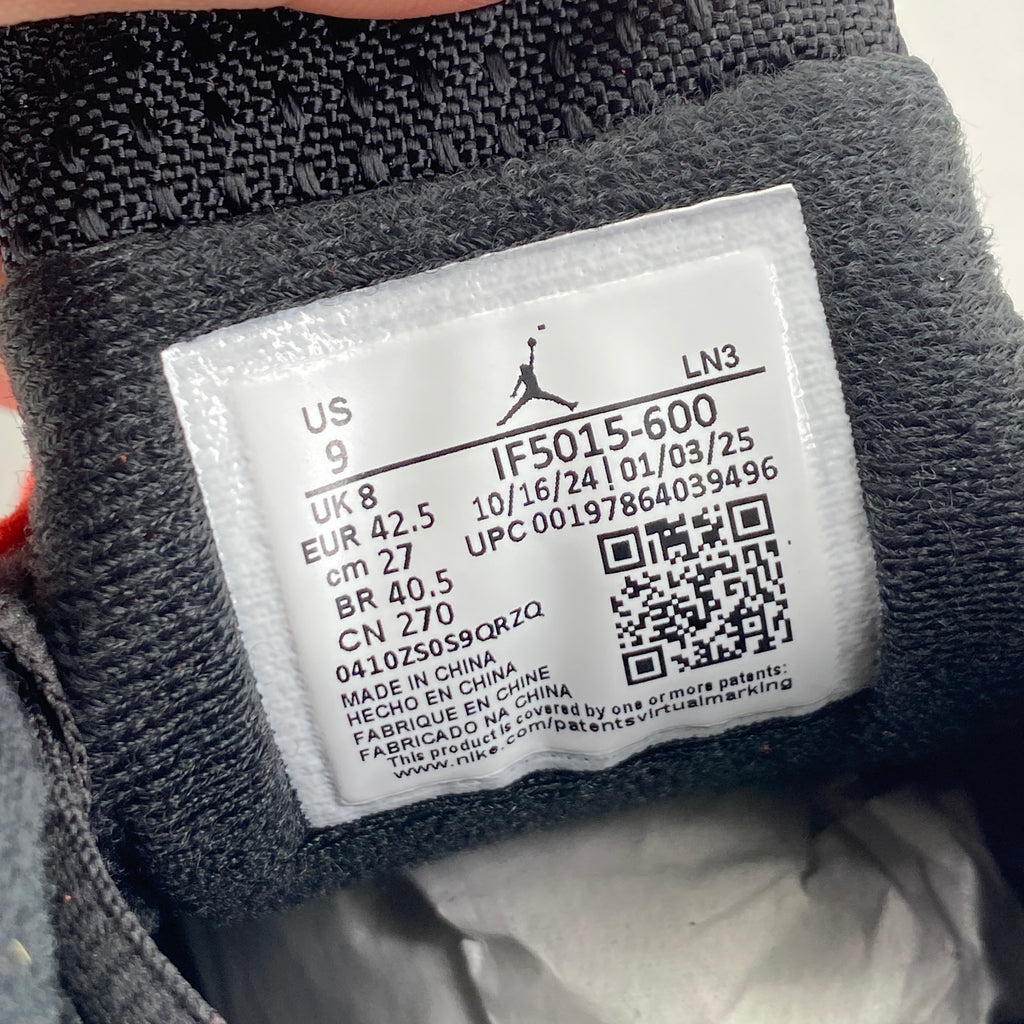 US
9
LN3
IF5015-600
10/16/24 | 01/03/25
UPC 00197864039496
UK 8
EUR 42.5
cm 27
BR 40.5
CN 270
0410ZS0S9QRZQ
MADE IN CHINA
HECHO EN CHINA
FABRIQUE EN CHINE
FABRICADO NA CHINA
This product is covered by one or more patents:
www.nike.com/patentsvirtualmarking